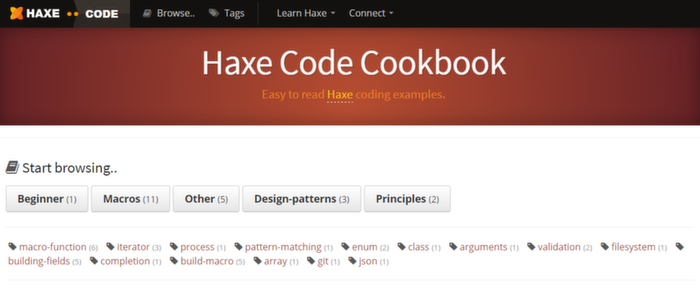 HAXE CODE Browse.. Tags Learn Haxe Connect
Haxe Code Cookbook
Easy to read Haxe coding examples.
Start browsing..
Beginner (1) Macros (11) Other (5) Design-patterns (3) Principles (2)
macro-function (6) iterator (3) process (1) pattern-matching (1) enum (2) class (1) arguments (1) validation (2) filesystem (1)
building-fields (5) completion (1) build-macro (5) array (1) git (1) json (1)